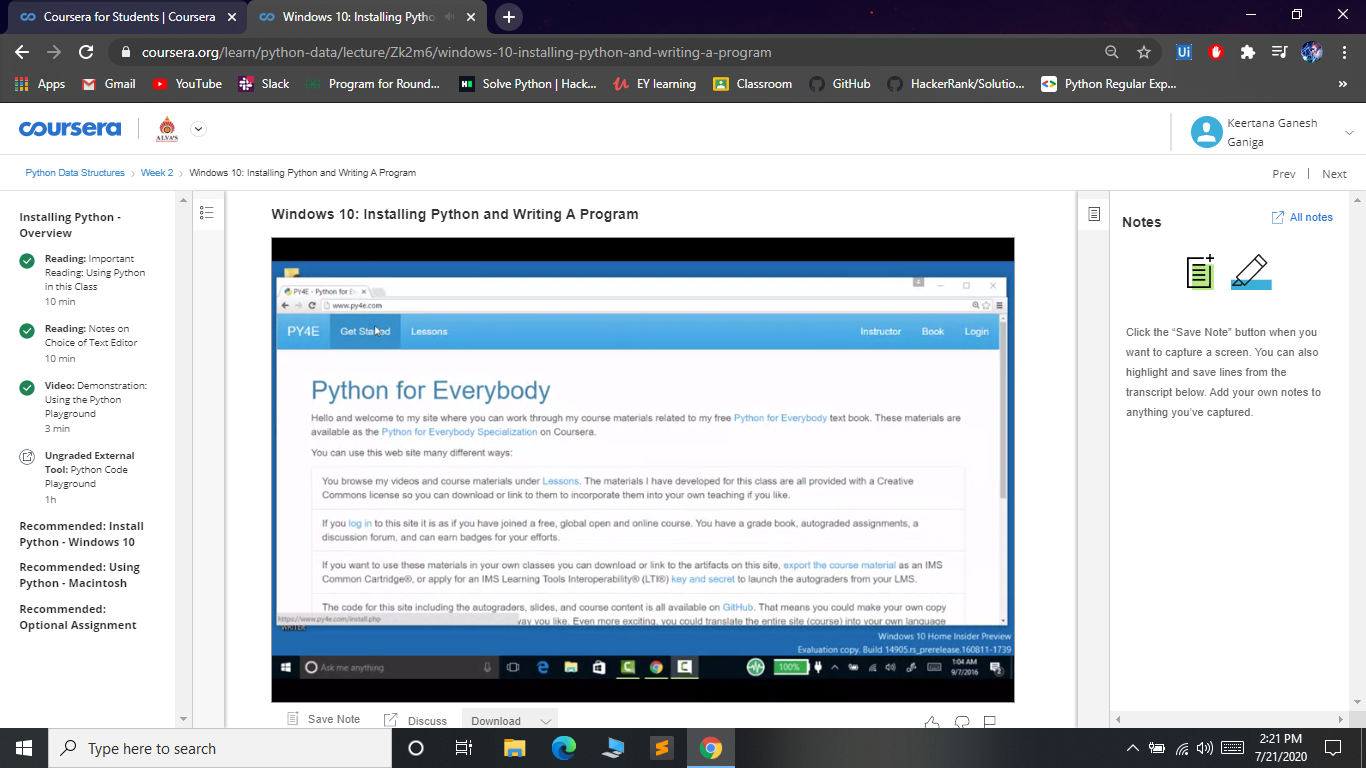 Coursera for Students | Coursera
Windows 10: Installing Pytho
coursera.org/learn/python-data/lecture/Zk2m6/windows-10-installing-python-and-writing-a-program
Apps Gmail YouTube Slack Program for Round... Solve Python | Hack... EY learning Classroom GitHub HackerRank/Solutio... Python Regular Exp...
coursera
ALVA'S
Keertana Ganesh
Ganiga
Python Data Structures > Week 2 > Windows 10: Installing Python and Writing A Program
Prev | Next
Installing Python -
Overview
Reading: Important
Reading: Using Python
in this Class
10 min
Reading: Notes on
Choice of Text Editor
10 min
Video: Demonstration:
Using the Python
Playground
3 min
Ungraded External
Tool: Python Code
Playground
1h
Recommended: Install
Python - Windows 10
Recommended: Using
Python - Macintosh
Recommended:
Optional Assignment
Windows 10: Installing Python and Writing A Program
PY4E - Python for E
www.py4e.com
PY4E Get Started Lessons Instructor Book Login
Python for Everybody
Hello and welcome to my site where you can work through my course materials related to my free Python for Everybody text book. These materials are
available as the Python for Everybody Specialization on Coursera.
You can use this web site many different ways:
You browse my videos and course materials under Lessons. The materials I have developed for this class are all provided with a Creative
Commons license so you can download or link to them to incorporate them into your own teaching if you like.
If you log in to this site it is as if you have joined a free, global open and online course. You have a grade book, autograded assignments, a
discussion forum, and can earn badges for your efforts.
If you want to use these materials in your own classes you can download or link to the artifacts on this site, export the course material as an IMS
Common Cartridge®, or apply for an IMS Learning Tools Interoperability® (LTI®) key and secret to launch the autograders from your LMS.
The code for this site including the autograders, slides, and course content is all available on GitHub. That means you could make your own copy
way you like. Even more exciting, you could translate the entire site (course) into your own language
https://www.py4e.com/install.php
WRITER
Windows 10 Home Insider Preview
Evaluation copy. Build 14905.rs_prerelease.160811-1739
Ask me anything
100%
1:04 AM
9/7/2016
Save Note Discuss Download
Notes
All notes
Click the “Save Note” button when you
want to capture a screen. You can also
highlight and save lines from the
transcript below. Add your own notes to
anything you’ve captured.
Type here to search
2:21 PM
7/21/2020